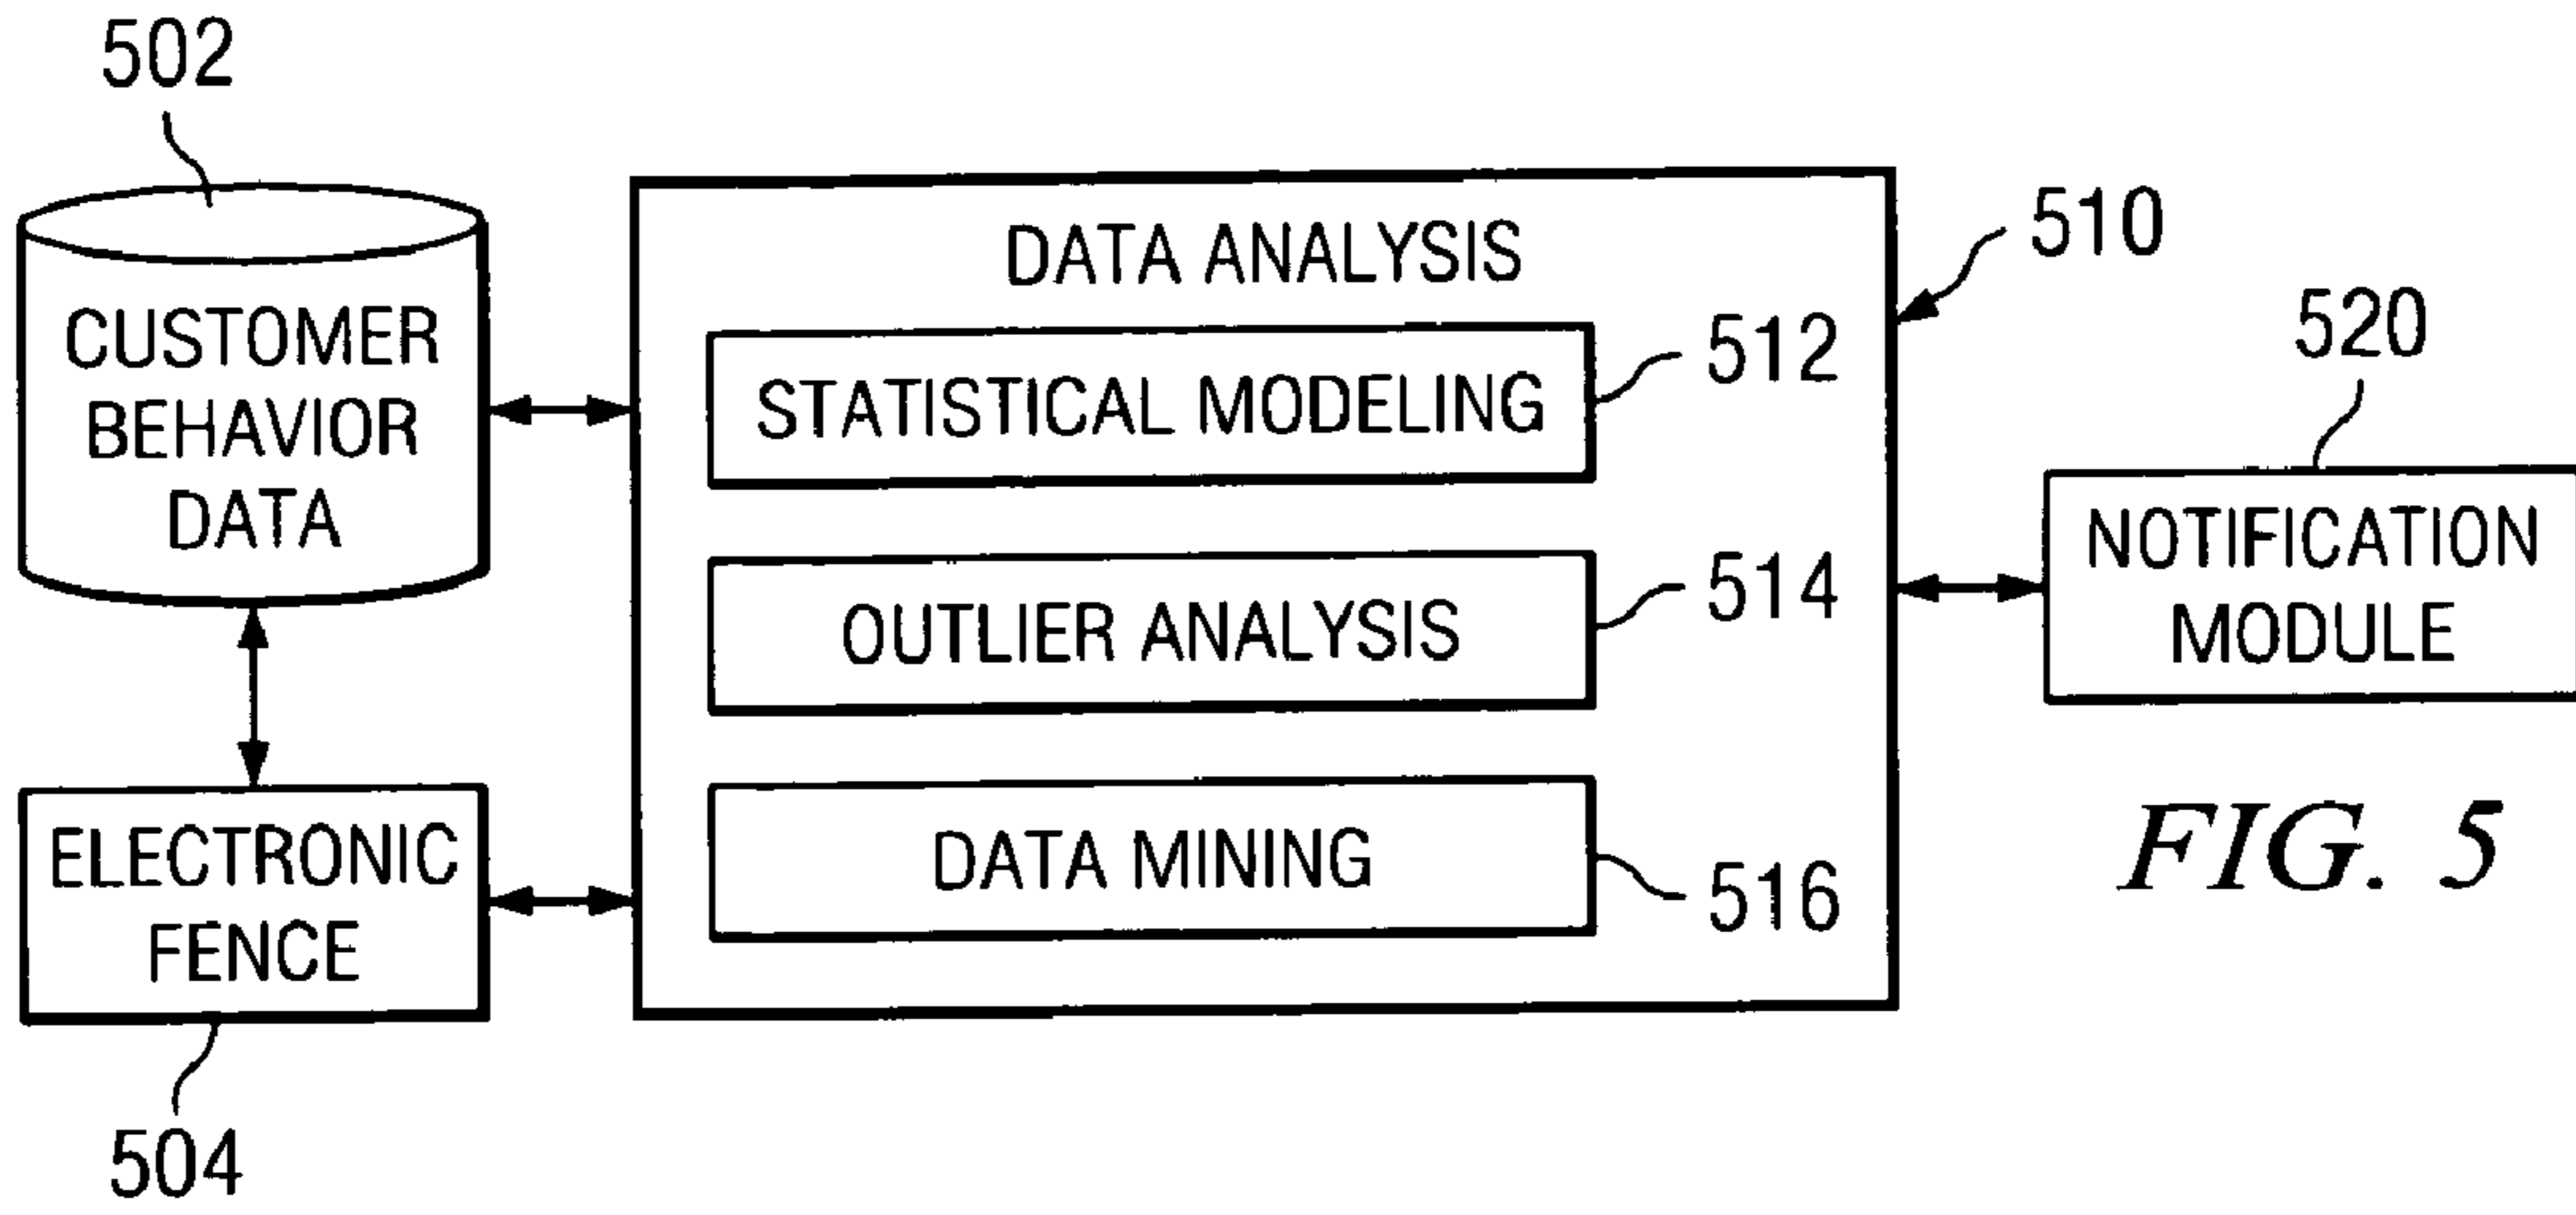 502
CUSTOMER
BEHAVIOR
DATA
DATA ANALYSIS
510
STATISTICAL MODELING
512
OUTLIER ANALYSIS
514
DATA MINING
516
520
NOTIFICATION
MODULE
ELECTRONIC
FENCE
504
FIG. 5